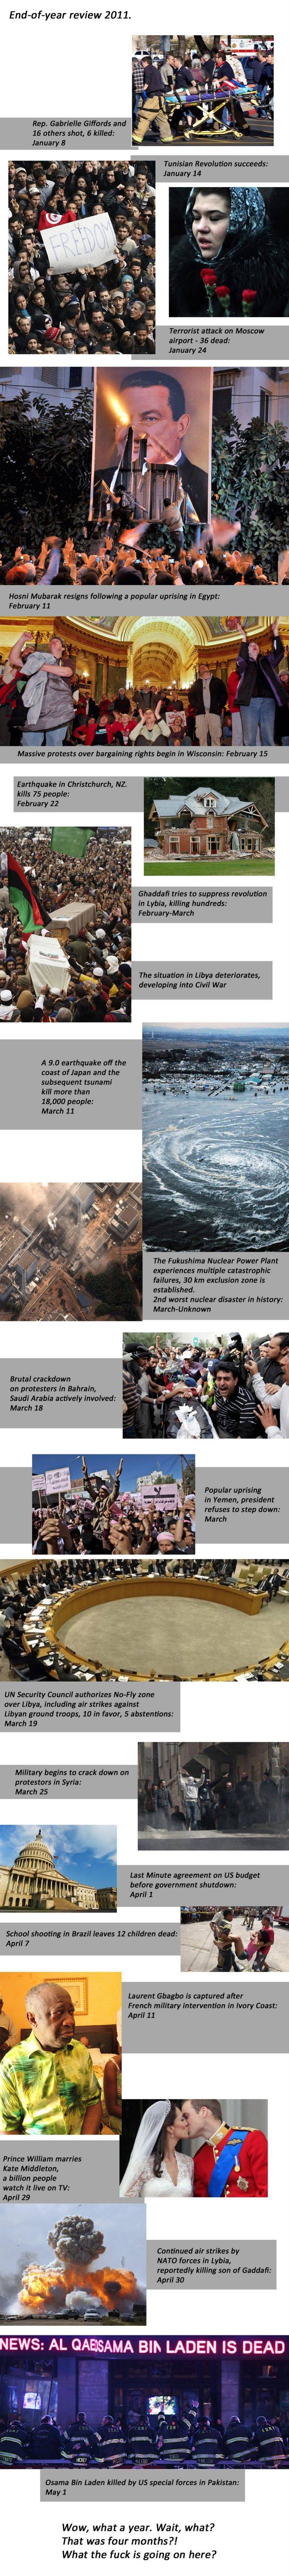 End-of-year review 2011.
Rep. Gabrielle Giffords and
16 others shot, 6 killed:
January 8
Tunisian Revolution succeeds:
January 14
FREEDOM
Terrorist attack on Moscow
airport - 36 dead:
January 24
Hosni Mubarak resigns following a popular uprising in Egypt:
February 11
Massive protests over bargaining rights begin in Wisconsin: February 15
Earthquake in Christchurch, NZ.
kills 75 people:
February 22
Ghaddafi tries to suppress revolution
in Lybia, killing hundreds:
February-March
The situation in Libya deteriorates,
developing into Civil War
A 9.0 earthquake off the
coast of Japan and the
subsequent tsunami
kill more than
18,000 people:
March 11
The Fukushima Nuclear Power Plant
experiences multiple catastrophic
failures, 30 km exclusion zone is
established.
2nd worst nuclear disaster in history:
March-Unknown
Brutal crackdown
on protesters in Bahrain,
Saudi Arabia actively involved:
March 18
Popular uprising
in Yemen, president
refuses to step down:
March
UN Security Council authorizes No-Fly zone
over Libya, including air strikes against
Libyan ground troops, 10 in favor, 5 abstentions:
March 19
Military begins to crack down on
protestors in Syria:
March 25
Last Minute agreement on US budget
before government shutdown:
April 1
School shooting in Brazil leaves 12 children dead:
April 7
Laurent Gbagbo is captured after
French military intervention in Ivory Coast:
April 11
Prince William marries
Kate Middleton,
a billion people
watch it live on TV:
April 29
Continued air strikes by
NATO forces in Lybia,
reportedly killing son of Gaddafi:
April 30
NEWS: AL QAE
OSAMA BIN LADEN IS DEAD
Osama Bin Laden killed by US special forces in Pakistan:
May 1
Wow, what a year. Wait, what?
That was four months?!
What the fuck is going on here?